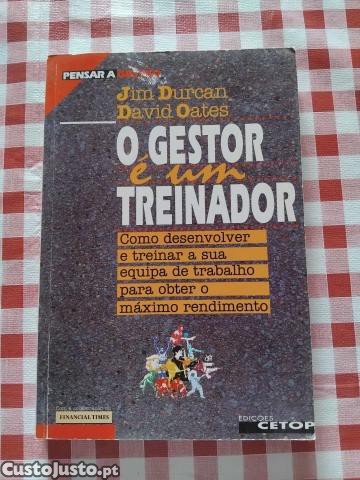 PENSAR A
Jim Durcan
David Oates
O GESTOR
é um
TREINADOR
Como desenvolver
e treinar a sua
equipa de trabalho
para obter o
máximo rendimento
FINANCIAL TIMES
EDIÇÕES
CETOP
CustoJusto.pt